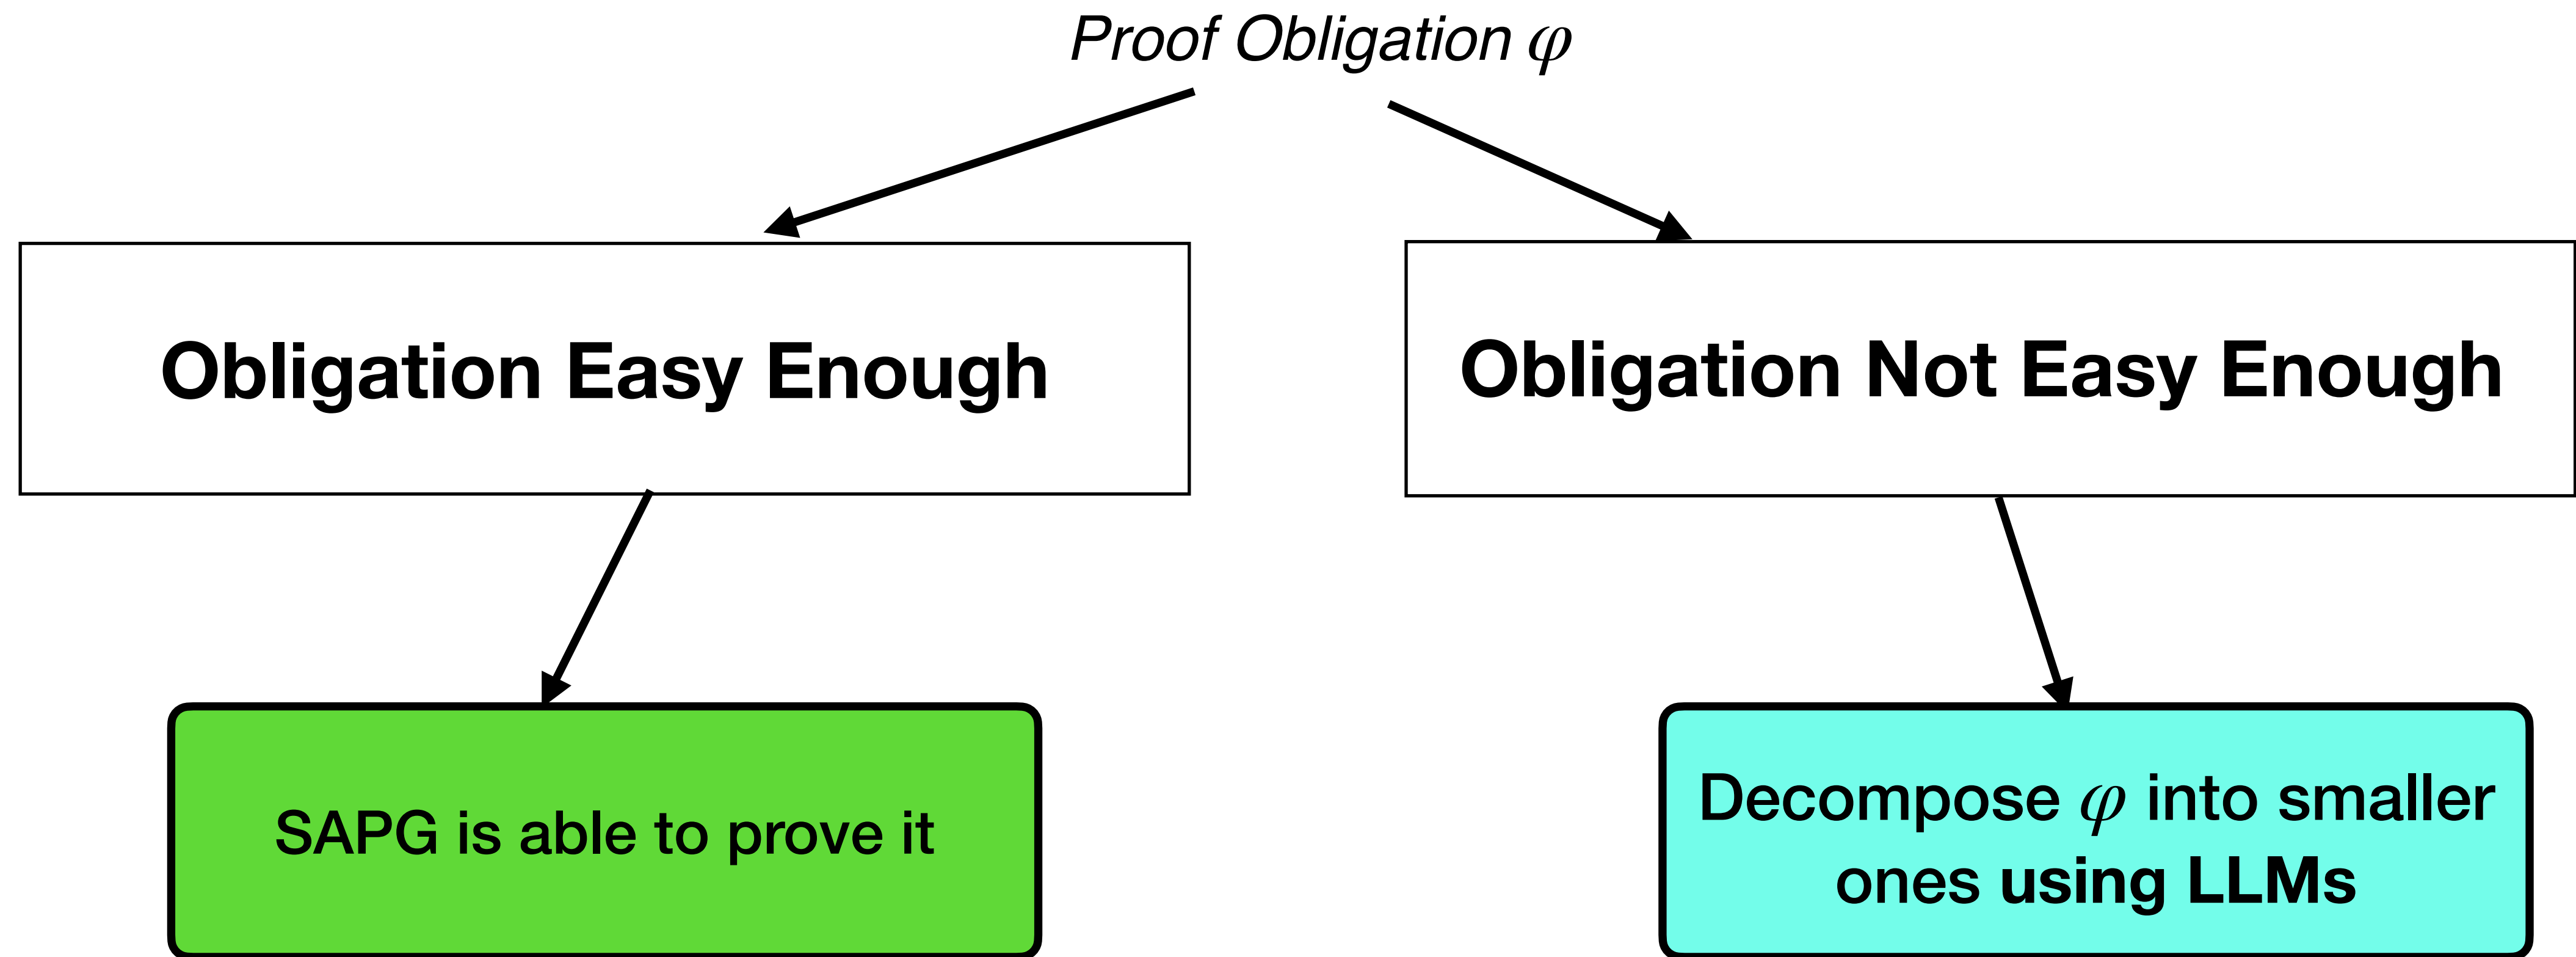 Proof Obligation φ
Obligation Easy Enough
Obligation Not Easy Enough
SAPG is able to prove it
Decompose φ into smaller
ones using LLMs